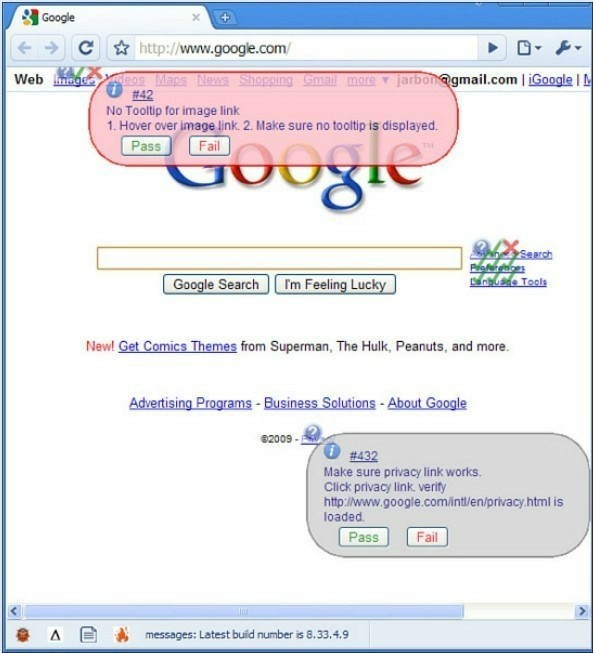 Google
http://www.google.com/
Web Images Videos Maps News Shopping Gmail more ▼ jarbon@gmail.com | iGoogle |
#42
No Tooltip for image link
1. Hover over image link. 2. Make sure no tooltip is displayed.
Pass Fail
Google™
Search
Preferences
Language Tools
Google Search I'm Feeling Lucky
New! Get Comics Themes from Superman, The Hulk, Peanuts, and more.
Advertising Programs - Business Solutions - About Google
©2009 -
#432
Make sure privacy link works.
Click privacy link. verify
http://www.google.com/intl/en/privacy.html is
loaded.
Pass Fail
messages: Latest build number is 8.33.4.9